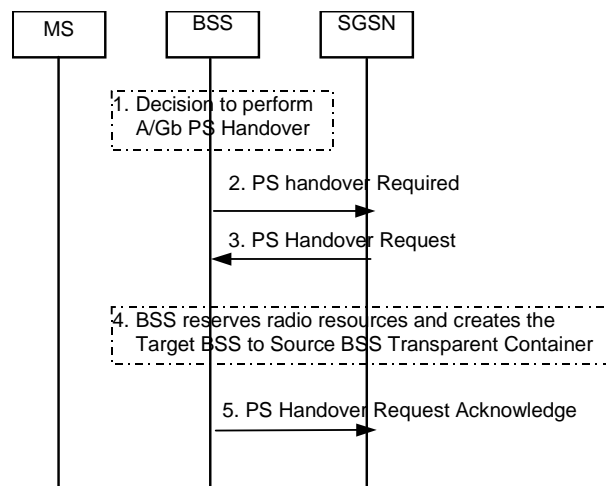 MS
BSS
SGSN
1. Decision to perform
A/Gb PS Handover
2. PS handover Required
3. PS Handover Request
4. BSS reserves radio resources and creates the
Target BSS to Source BSS Transparent Container
5. PS Handover Request Acknowledge